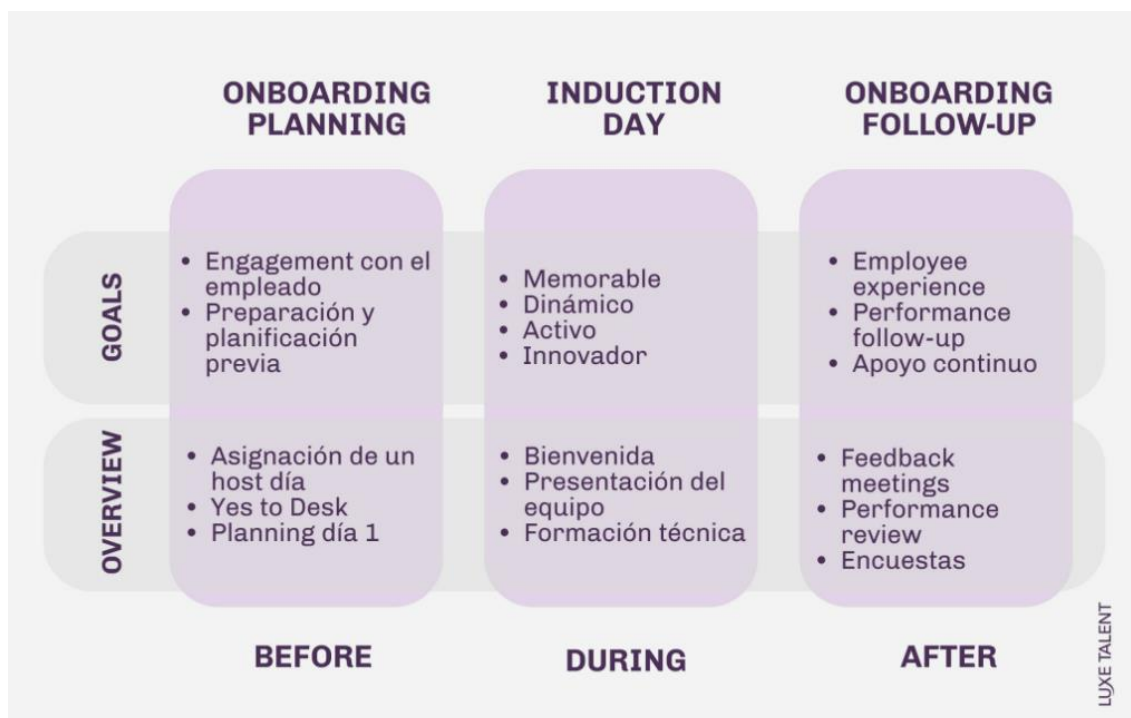 ONBOARDING
PLANNING
INDUCTION
DAY
ONBOARDING
FOLLOW-UP
GOALS
• Engagement con el
empleado
• Preparación y
planificación
previa
• Memorable
• Dinámico
• Activo
• Innovador
• Employee
experience
• Performance
follow-up
• Apoyo continuo
OVERVIEW
• Asignación de un
host día
• Yes to Desk
• Planning día 1
• Bienvenida
• Presentación del
equipo
• Formación técnica
• Feedback
meetings
• Performance
review
• Encuestas
BEFORE
DURING
AFTER
LUXE TALENT